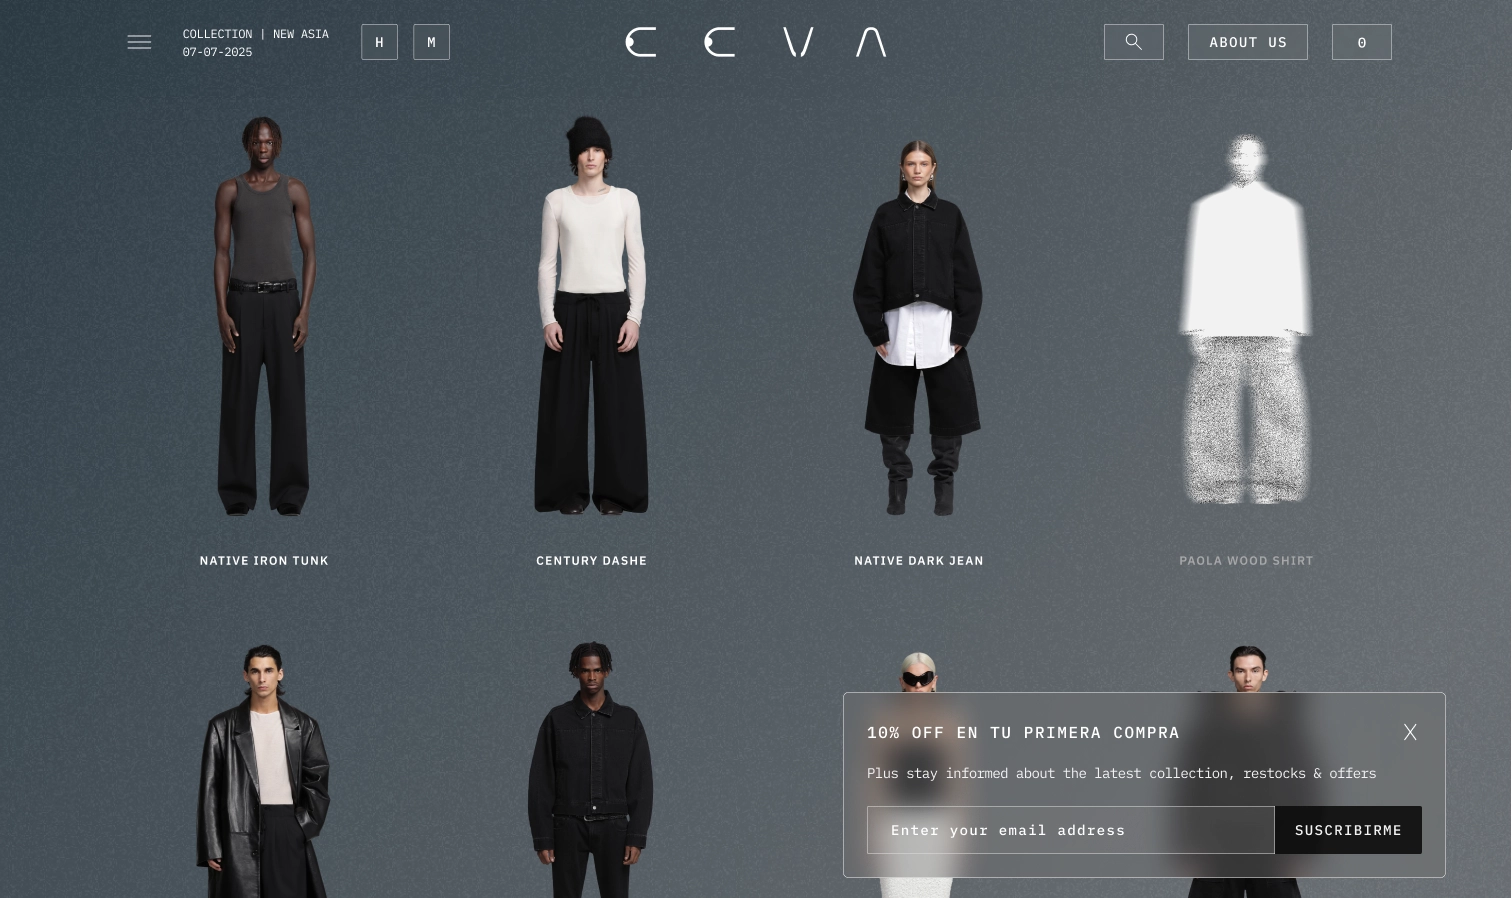 COLLECTION | NEW ASIA
07-07-2025
H
M
CEVA
ABOUT US
0
NATIVE IRON TUNK
CENTURY DASHE
NATIVE DARK JEAN
PAOLA WOOD SHIRT
10% OFF EN TU PRIMERA COMPRA
X
Plus stay informed about the latest collection, restocks & offers
Enter your email address
SUSCRIBIRME